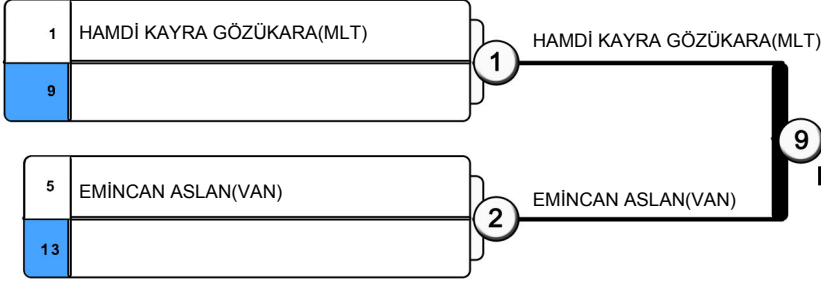 1 HAMDİ KAYRA GÖZÜKARA(MLT)
9
1
HAMDİ KAYRA GÖZÜKARA(MLT)
9
5 EMİNCAN ASLAN(VAN)
13
2
EMİNCAN ASLAN(VAN)